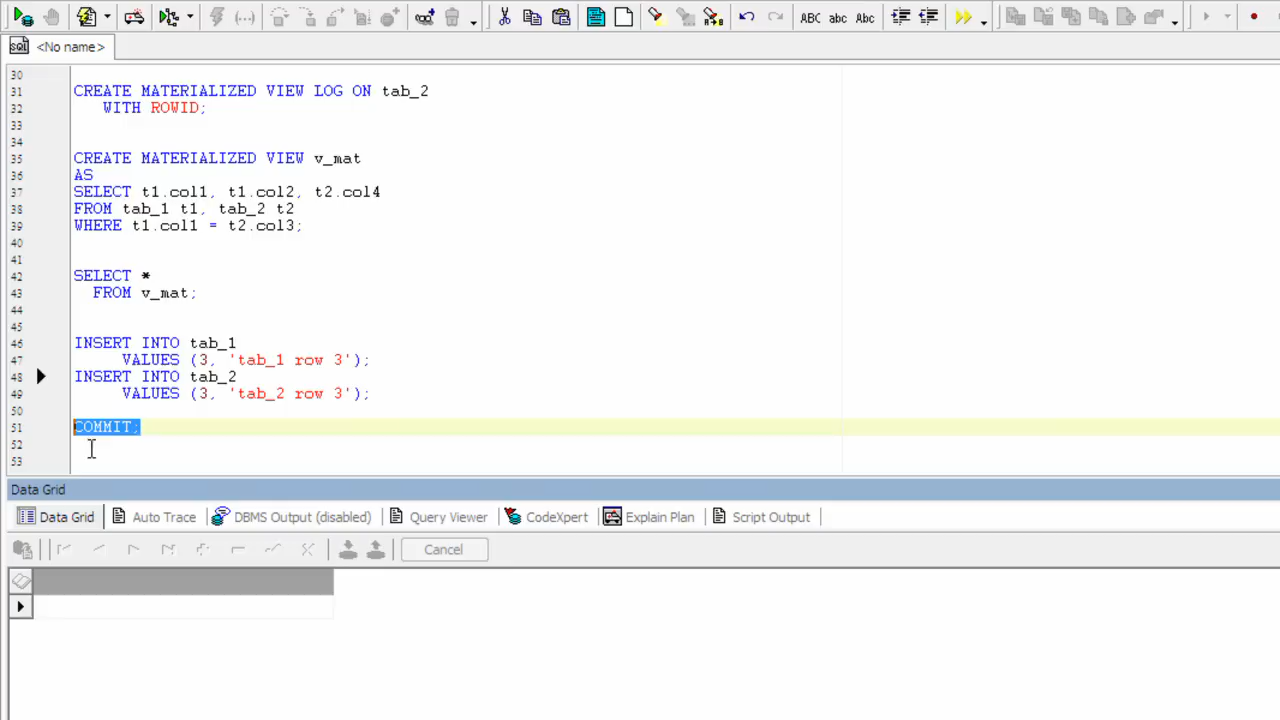 ABC abc Abc
SQL <No name>
30
31 CREATE MATERIALIZED VIEW LOG ON tab_2
32 WITH ROWID;
33
34
35 CREATE MATERIALIZED VIEW v_mat
36 AS
37 SELECT t1.col1, t1.col2, t2.col4
38 FROM tab_1 t1, tab_2 t2
39 WHERE t1.col1 = t2.col3;
40
41
42 SELECT *
43 FROM v_mat;
44
45
46 INSERT INTO tab_1
47 VALUES (3, 'tab_1 row 3');
48 INSERT INTO tab_2
49 VALUES (3, 'tab_2 row 3');
50
51 COMMIT;
52
53
Data Grid
Data Grid Auto Trace DBMS Output (disabled) Query Viewer CodeXpert Explain Plan Script Output
Cancel